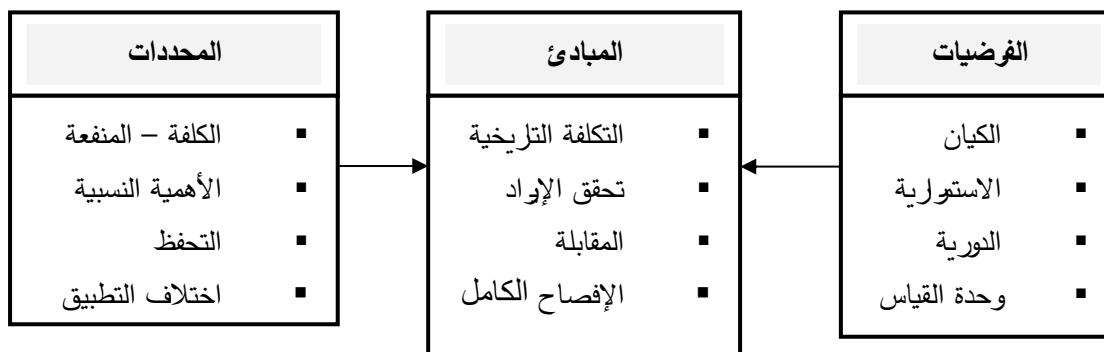 الفرضيات
▪ الكيان
▪ الاستمرارية
▪ الدورية
▪ وحدة القياس
المبادئ
▪ التكلفة التاريخية
▪ تحقق الإيراد
▪ المقابلة
▪ الإفصاح الكامل
المحددات
▪ الكلفة – المنفعة
▪ الأهمية النسبية
▪ التحفظ
▪ اختلاف التطبيق